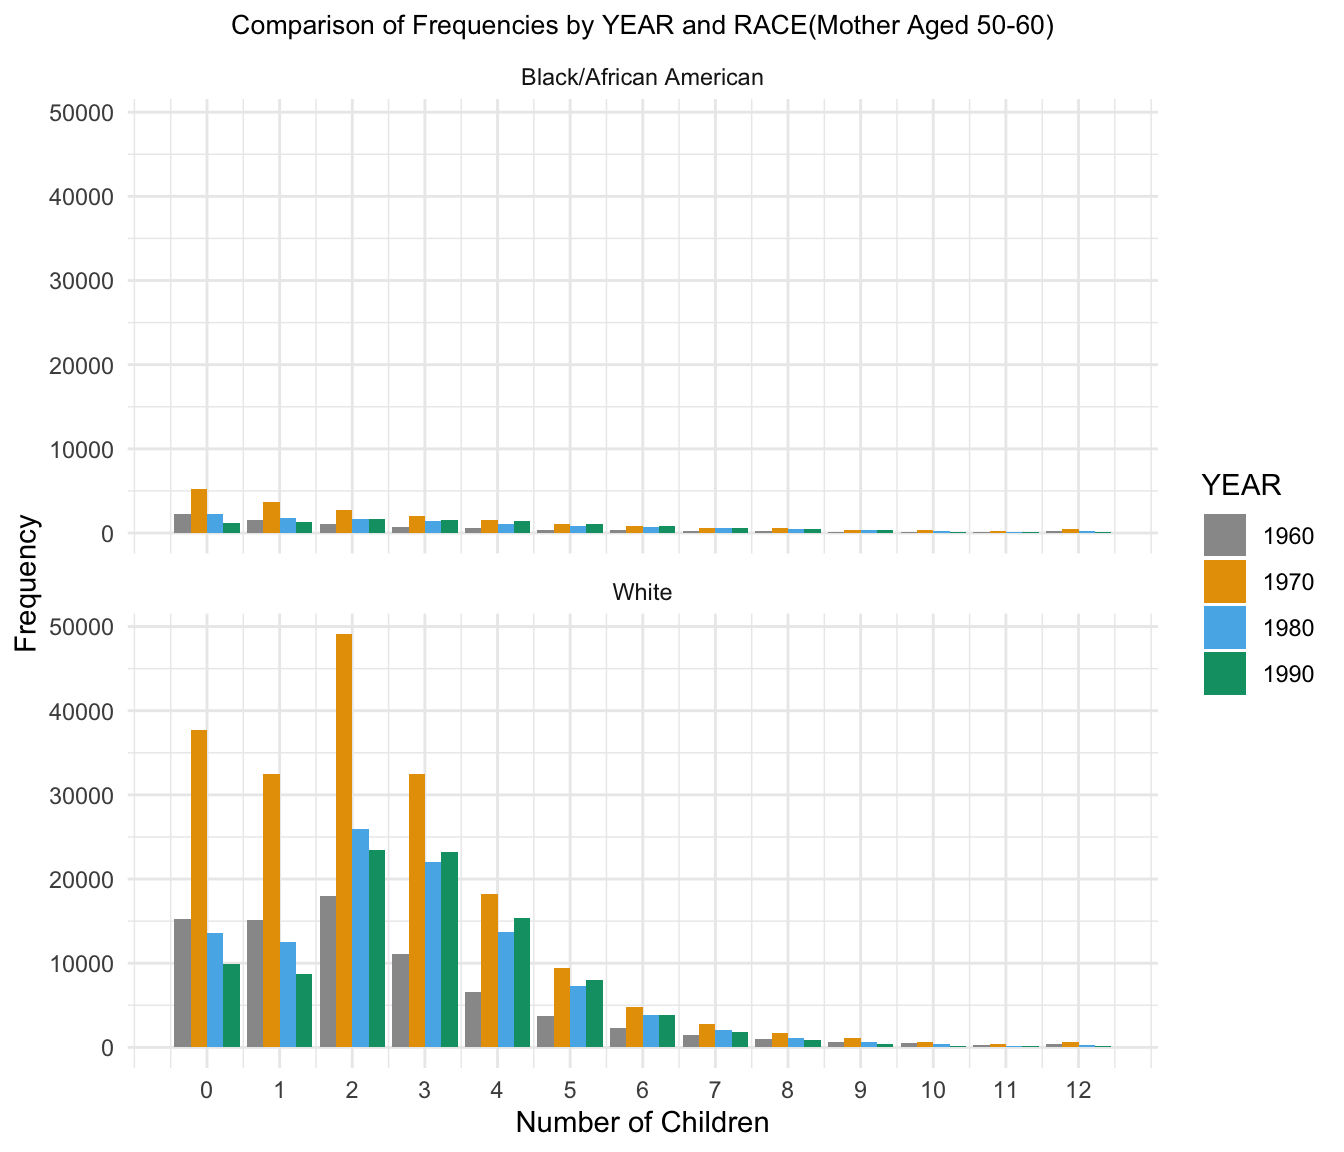 Comparison of Frequencies by YEAR and RACE(Mother Aged 50-60)
Black/African American
50000
40000
30000
20000
10000
0
White
50000
40000
30000
20000
10000
0
0 1 2 3 4 5 6 7 8 9 10 11 12
Number of Children
Frequency
YEAR
1960
1970
1980
1990